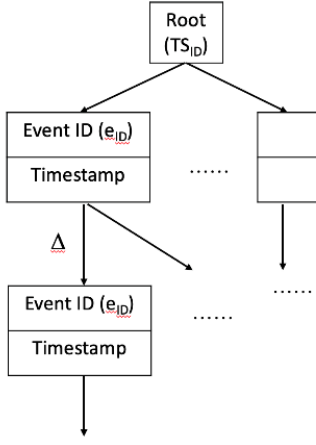 Root
(TS_ID)
Event ID (e_ID)
Timestamp
......
Δ
......
......
Event ID (e_ID)
Timestamp